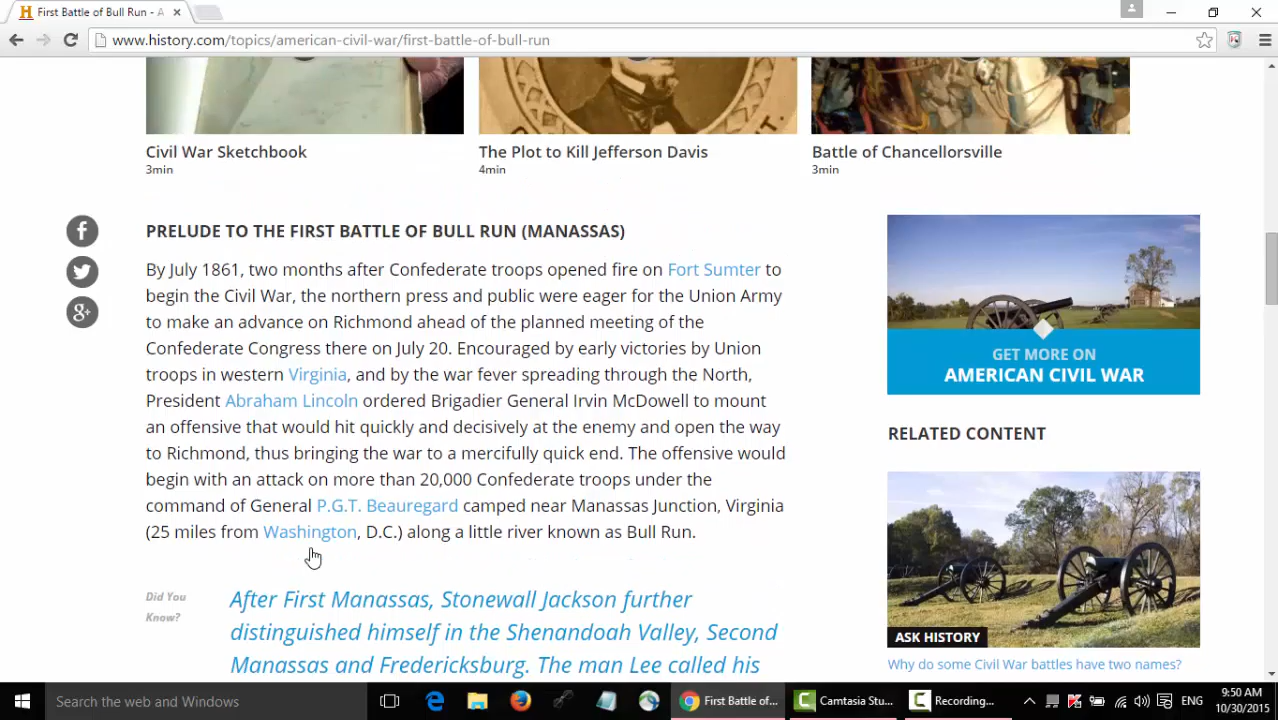 First Battle of Bull Run - A
www.history.com/topics/american-civil-war/first-battle-of-bull-run
Civil War Sketchbook
3min
The Plot to Kill Jefferson Davis
4min
Battle of Chancellorsville
3min
PRELUDE TO THE FIRST BATTLE OF BULL RUN (MANASSAS)
By July 1861, two months after Confederate troops opened fire on Fort Sumter to
begin the Civil War, the northern press and public were eager for the Union Army
to make an advance on Richmond ahead of the planned meeting of the
Confederate Congress there on July 20. Encouraged by early victories by Union
troops in western Virginia, and by the war fever spreading through the North,
President Abraham Lincoln ordered Brigadier General Irvin McDowell to mount
an offensive that would hit quickly and decisively at the enemy and open the way
to Richmond, thus bringing the war to a mercifully quick end. The offensive would
begin with an attack on more than 20,000 Confederate troops under the
command of General P.G.T. Beauregard camped near Manassas Junction, Virginia
(25 miles from Washington, D.C.) along a little river known as Bull Run.
Did You
Know?
After First Manassas, Stonewall Jackson further
distinguished himself in the Shenandoah Valley, Second
Manassas and Fredericksburg. The man Lee called his
GET MORE ON
AMERICAN CIVIL WAR
RELATED CONTENT
ASK HISTORY
Why do some Civil War battles have two names?
Search the web and Windows
First Battle of...
Camtasia Stu...
Recording...
ENG
9:50 AM
10/30/2015